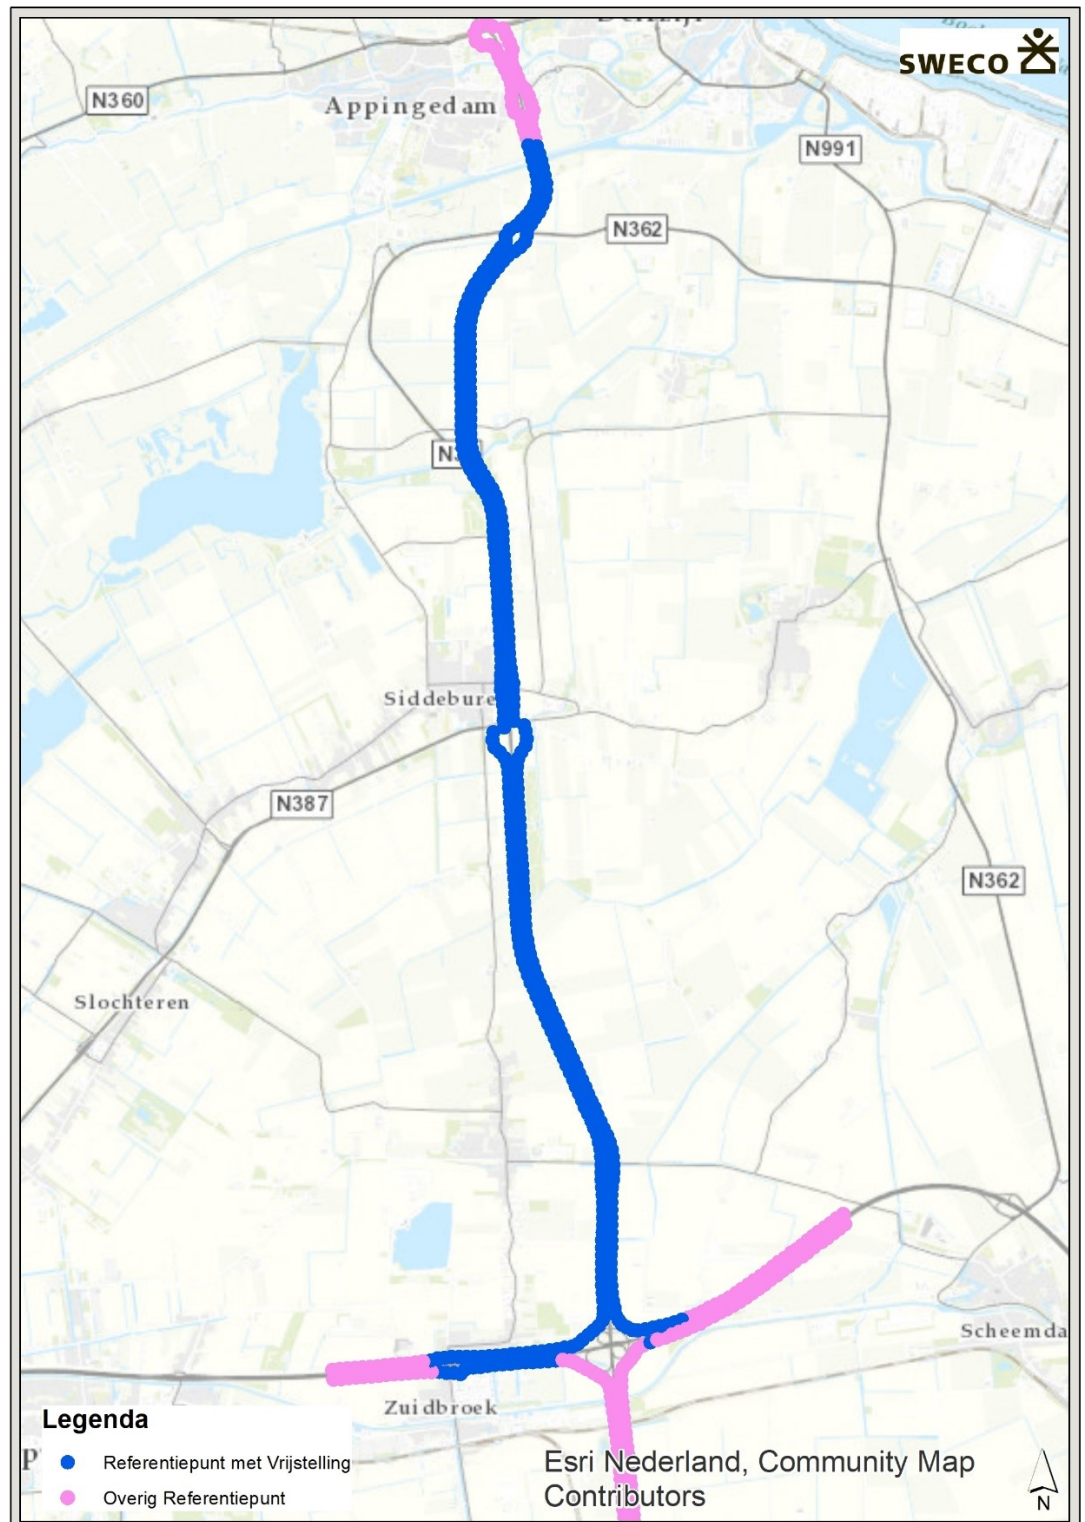 SWECO
N360
Appingedam
N991
N362
Siddebure
N387
N362
Slochteren
Scheemda
Zuidbroek
Legenda
Referentiepunt met Vrijstelling
Overig Referentiepunt
Esri Nederland, Community Map
Contributors
N